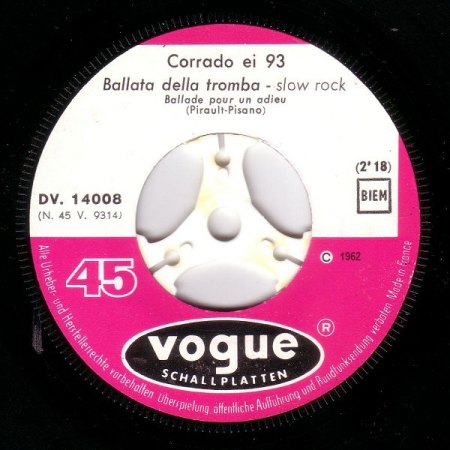 Corrado ei 93
Ballata della tromba - slow rock
Ballade pour un adieu
(Pirault-Pisano)
DV. 14008
(N. 45 V. 9314)
(2'18)
BIEM
© 1962
45
vogue ®
SCHALLPLATTEN
Alle Urheber- und Herstellerrechte vorbehalten. Überspielung, öffentliche Aufführung und Rundfunksendung verboten. Made in France